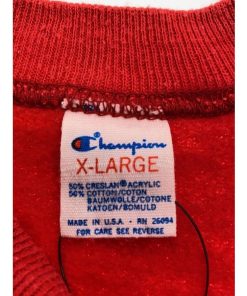 Champion
X-LARGE
50% CRESLAN® ACRYLIC
50% COTTON/COTON
BAUMWOLLE/COTONE
KATOEN/BOMULD
MADE IN U.S.A. - RN 26094
FOR CARE SEE REVERSE